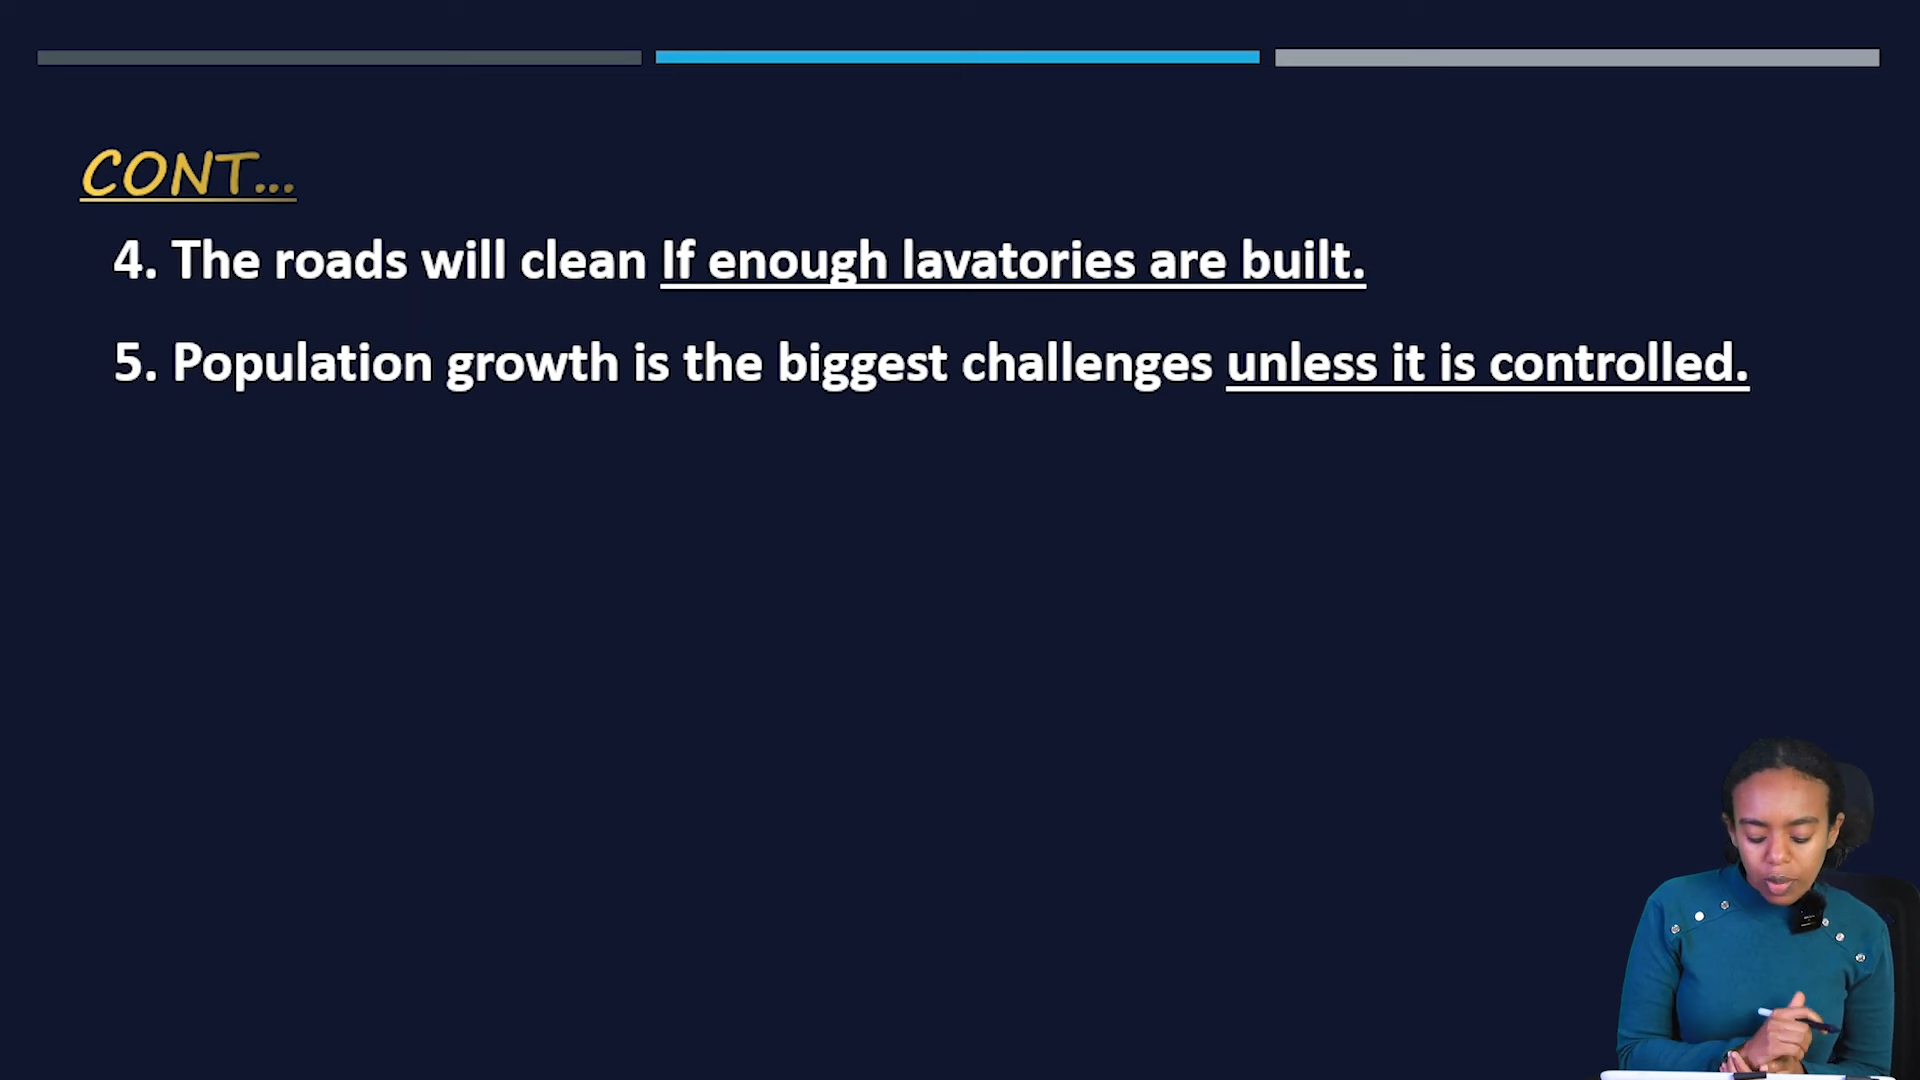 CONT...
4. The roads will clean If enough lavatories are built.
5. Population growth is the biggest challenges unless it is controlled.